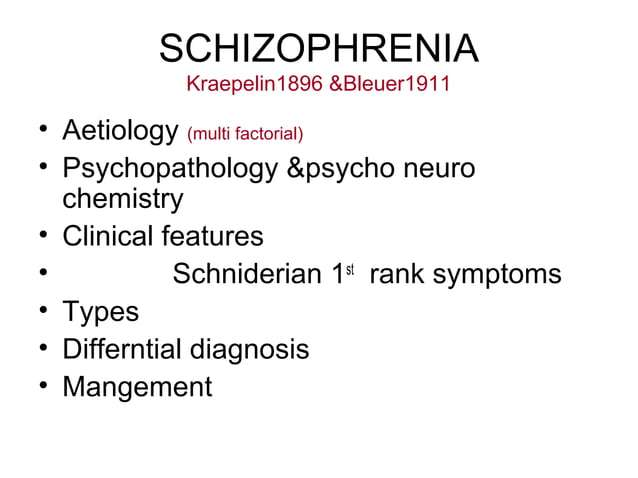 SCHIZOPHRENIA
Kraepelin1896 &Bleuer1911
• Aetiology (multi factorial)
• Psychopathology &psycho neuro
chemistry
• Clinical features
• Schniderian 1st rank symptoms
• Types
• Differntial diagnosis
• Mangement